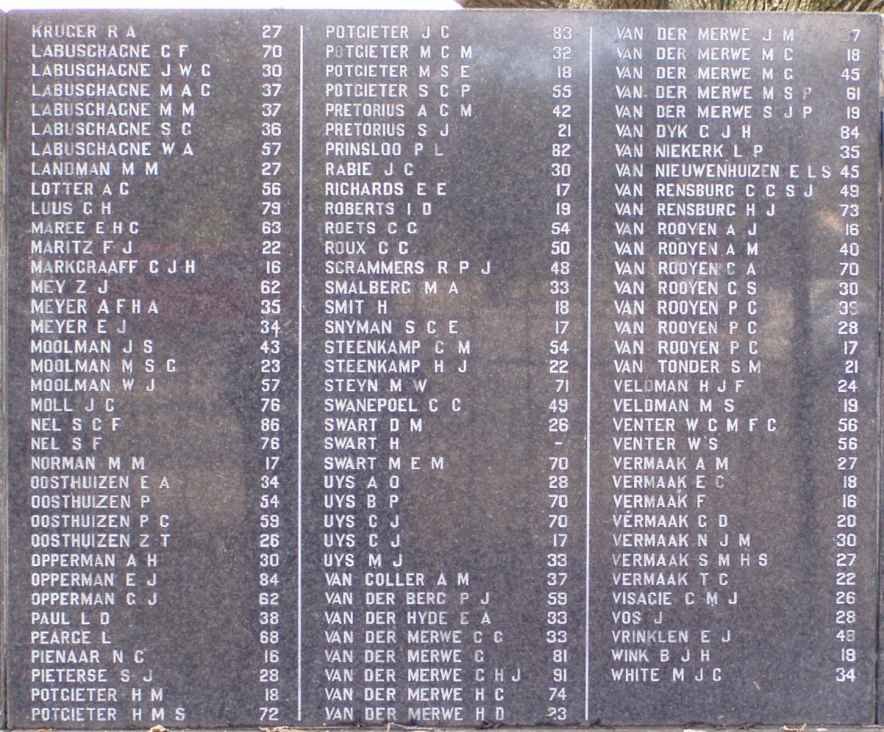 KRUGER R A 27
LABUSCHAGNE C F 70
LABUSCHAGNE J W G 30
LABUSCHAGNE M A C 37
LABUSCHAGNE M M 37
LABUSCHAGNE S C 36
LABUSCHAGNE W A 57
LANDMAN M M 27
LOTTER A C 56
LUUS C H 79
MAREE E H C 63
MARITZ F J 22
MARKGRAAFF C J H 16
MEY Z J 62
MEYER A F H A 35
MEYER E J 34
MOOLMAN J S 43
MOOLMAN M S C 23
MOOLMAN W J 57
MOLL J C 76
NEL S C F 86
NEL S F 76
NORMAN M M 17
OOSTHUIZEN E A 34
OOSTHUIZEN P 54
OOSTHUIZEN P C 59
OOSTHUIZEN Z T 26
OPPERMAN A H 30
OPPERMAN E J 84
OPPERMAN G J 62
PAUL L D 38
PEARCE L 68
PIENAAR N C 16
PIETERSE S J 28
POTGIETER H M 18
POTGIETER H M S 72
POTGIETER J C 83
POTGIETER M C M 32
POTGIETER M S E 18
POTGIETER S C P 55
PRETORIUS A C M 42
PRETORIUS S J 21
PRINSLOO P L 82
RABIE J C 30
RICHARDS E E 17
ROBERTS I D 19
ROETS C G 54
ROUX C C 50
SCRAMMERS R P J 48
SMALBERG M A 33
SMIT H 18
SNYMAN S C E 17
STEENKAMP C M 54
STEENKAMP H J 22
STEYN M W 71
SWANEPOEL C C 49
SWART D M 26
SWART H -
SWART M E M 70
UYS A O 28
UYS B P 70
UYS C J 70
UYS C J 17
UYS M J 33
VAN COLLER A M 37
VAN DER BERG P J 59
VAN DER HYDE E A 33
VAN DER MERWE C C 33
VAN DER MERWE G 81
VAN DER MERWE C H J 91
VAN DER MERWE H C 74
VAN DER MERWE H D 23
VAN DER MERWE J M 7
VAN DER MERWE M C 18
VAN DER MERWE M C 45
VAN DER MERWE M S P 61
VAN DER MERWE S J P 19
VAN DYK C J H 84
VAN NIEKERK L P 35
VAN NIEUWENHUIZEN E L S 45
VAN RENSBURG C C S J 49
VAN RENSBURG H J 73
VAN ROOYEN A J 16
VAN ROOYEN A M 40
VAN ROOYEN C A 70
VAN ROOYEN C S 30
VAN ROOYEN P C 39
VAN ROOYEN P C 28
VAN ROOYEN P C 17
VAN TONDER S M 21
VELDMAN H J F 24
VELDMAN M S 19
VENTER W C M F C 56
VENTER W S 56
VERMAAK A M 27
VERMAAK E C 18
VERMAAK F 16
VERMAAK C D 20
VERMAAK N J M 30
VERMAAK S M H S 27
VERMAAK T C 22
VISAGIE C M J 26
VOS J 28
VRINKLEN E J 48
WINK B J H 18
WHITE M J C 34